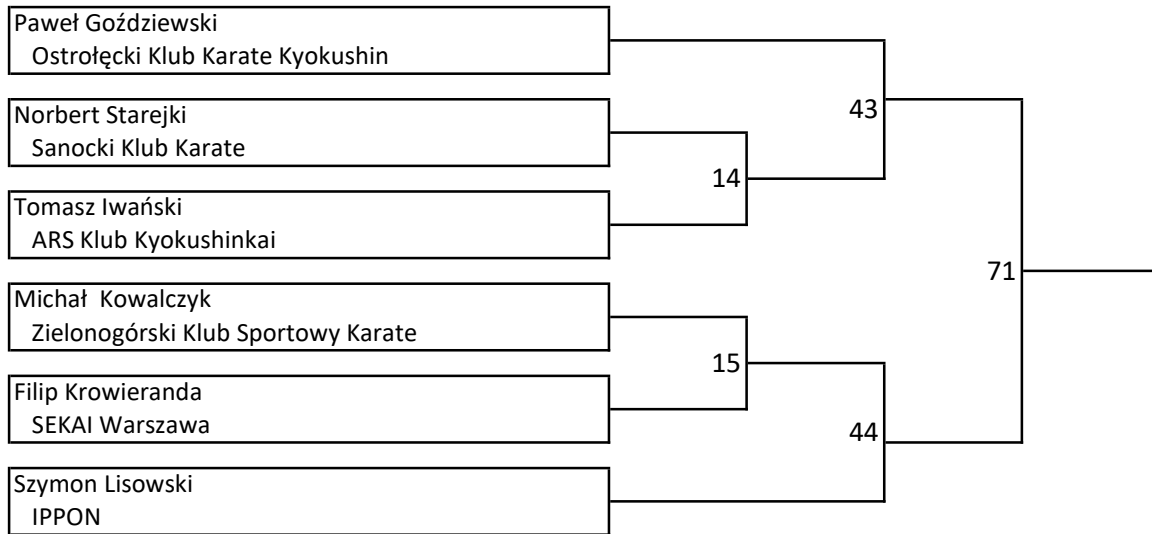 Paweł Goździewski
Ostrołęcki Klub Karate Kyokushin
43
Norbert Starejki
Sanocki Klub Karate
14
Tomasz Iwański
ARS Klub Kyokushinkai
71
Michał  Kowalczyk
Zielonogórski Klub Sportowy Karate
15
Filip Krowieranda
SEKAI Warszawa
44
Szymon Lisowski
IPPON